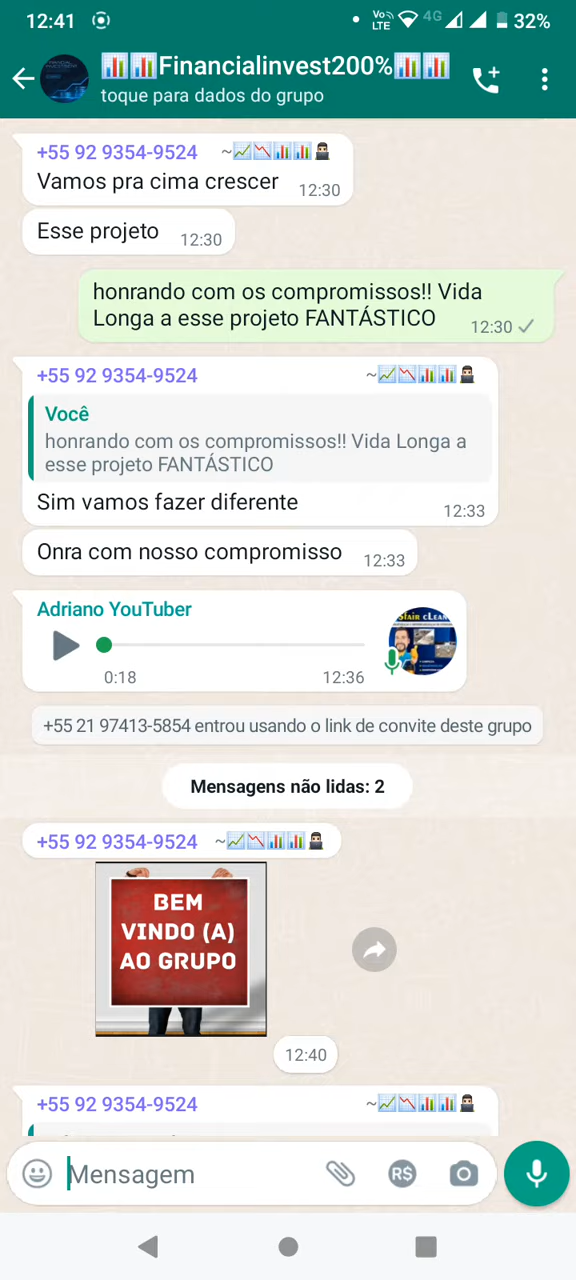 12:41
Vo LTE 4G 32%
📊📊Financialinvest200%📊📊
toque para dados do grupo
+55 92 9354-9524 ~📈📉📊📊👨🏻‍💻
Vamos pra cima crescer 12:30
Esse projeto 12:30
honrando com os compromissos!! Vida
Longa a esse projeto FANTÁSTICO 12:30
+55 92 9354-9524 ~📈📉📊📊👨🏻‍💻
Você
honrando com os compromissos!! Vida Longa a
esse projeto FANTÁSTICO
Sim vamos fazer diferente 12:33
Onra com nosso compromisso 12:33
Adriano YouTuber
STAIR cLEAN
0:18 12:36
+55 21 97413-5854 entrou usando o link de convite deste grupo
Mensagens não lidas: 2
+55 92 9354-9524 ~📈📉📊📊👨🏻‍💻
BEM
VINDO (A)
AO GRUPO
12:40
+55 92 9354-9524 ~📈📉📊📊👨🏻‍💻
Mensagem R$